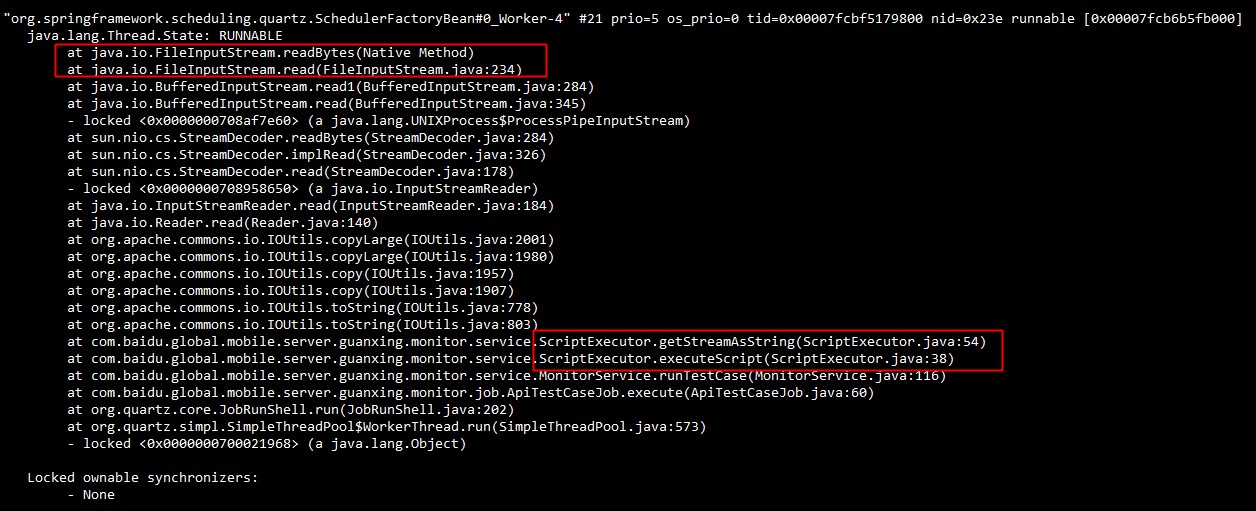 "org.springframework.scheduling.quartz.SchedulerFactoryBean#0_Worker-4" #21 prio=5 os_prio=0 tid=0x00007fcbf5179800 nid=0x23e runnable [0x00007fcb6b5fb000]
java.lang.Thread.State: RUNNABLE
at java.io.FileInputStream.readBytes(Native Method)
at java.io.FileInputStream.read(FileInputStream.java:234)
at java.io.BufferedInputStream.read1(BufferedInputStream.java:284)
at java.io.BufferedInputStream.read(BufferedInputStream.java:345)
- locked <0x0000000708af7e60> (a java.lang.UNIXProcess$ProcessPipeInputStream)
at sun.nio.cs.StreamDecoder.readBytes(StreamDecoder.java:284)
at sun.nio.cs.StreamDecoder.implRead(StreamDecoder.java:326)
at sun.nio.cs.StreamDecoder.read(StreamDecoder.java:178)
- locked <0x0000000708958650> (a java.io.InputStreamReader)
at java.io.InputStreamReader.read(InputStreamReader.java:184)
at java.io.Reader.read(Reader.java:140)
at org.apache.commons.io.IOUtils.copyLarge(IOUtils.java:2001)
at org.apache.commons.io.IOUtils.copyLarge(IOUtils.java:1980)
at org.apache.commons.io.IOUtils.copy(IOUtils.java:1957)
at org.apache.commons.io.IOUtils.copy(IOUtils.java:1907)
at org.apache.commons.io.IOUtils.toString(IOUtils.java:778)
at org.apache.commons.io.IOUtils.toString(IOUtils.java:803)
at com.baidu.global.mobile.server.guanxing.monitor.service.ScriptExecutor.getStreamAsString(ScriptExecutor.java:54)
at com.baidu.global.mobile.server.guanxing.monitor.service.ScriptExecutor.executeScript(ScriptExecutor.java:38)
at com.baidu.global.mobile.server.guanxing.monitor.service.MonitorService.runTestCase(MonitorService.java:116)
at com.baidu.global.mobile.server.guanxing.monitor.job.ApiTestCaseJob.execute(ApiTestCaseJob.java:60)
at org.quartz.core.JobRunShell.run(JobRunShell.java:202)
at org.quartz.simpl.SimpleThreadPool$WorkerThread.run(SimpleThreadPool.java:573)
- locked <0x0000000700021968> (a java.lang.Object)
Locked ownable synchronizers:
- None